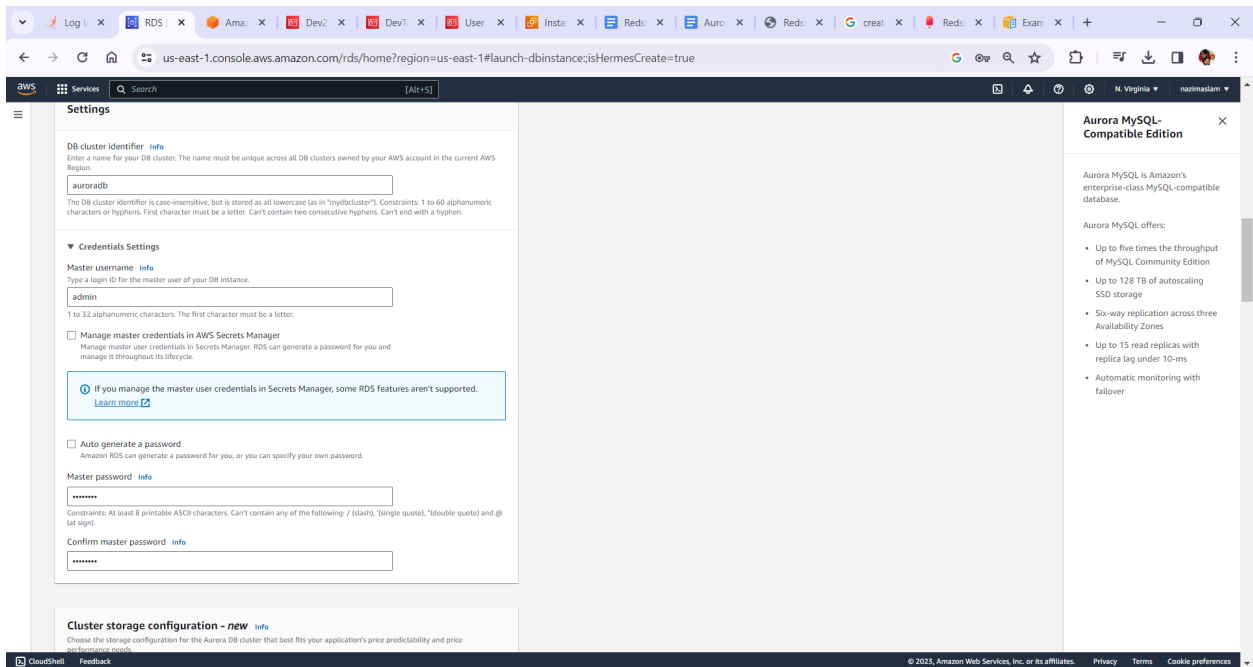 Log I
RDS |
Amaz
Dev2
DevT
User
Insta
Reds
Auro
Reds
creat
Reds
Exam
us-east-1.console.aws.amazon.com/rds/home?region=us-east-1#launch-dbinstance:;isHermesCreate=true
aws
Services
Search
[Alt+S]
N. Virginia
nazimaslam
Settings
DB cluster identifier Info
Enter a name for your DB cluster. The name must be unique across all DB clusters owned by your AWS account in the current AWS
Region.
auroradb
The DB cluster identifier is case-insensitive, but is stored as all lowercase (as in "mydbcluster"). Constraints: 1 to 60 alphanumeric
characters or hyphens. First character must be a letter. Can't contain two consecutive hyphens. Can't end with a hyphen.
Credentials Settings
Master username Info
Type a login ID for the master user of your DB instance.
admin
1 to 32 alphanumeric characters. The first character must be a letter.
Manage master credentials in AWS Secrets Manager
Manage master user credentials in Secrets Manager. RDS can generate a password for you and
manage it throughout its lifecycle.
If you manage the master user credentials in Secrets Manager, some RDS features aren't supported.
Learn more
Auto generate a password
Amazon RDS can generate a password for you, or you can specify your own password.
Master password Info
••••••••
Constraints: At least 8 printable ASCII characters. Can't contain any of the following: / (slash), '(single quote), "(double quote) and @
(at sign).
Confirm master password Info
••••••••
Cluster storage configuration - new Info
Choose the storage configuration for the Aurora DB cluster that best fits your application's price predictability and price
performance needs.
Aurora MySQL-
Compatible Edition
Aurora MySQL is Amazon's
enterprise-class MySQL-compatible
database.
Aurora MySQL offers:
• Up to five times the throughput
of MySQL Community Edition
• Up to 128 TB of autoscaling
SSD storage
• Six-way replication across three
Availability Zones
• Up to 15 read replicas with
replica lag under 10-ms
• Automatic monitoring with
failover
CloudShell
Feedback
© 2023, Amazon Web Services, Inc. or its affiliates.
Privacy
Terms
Cookie preferences